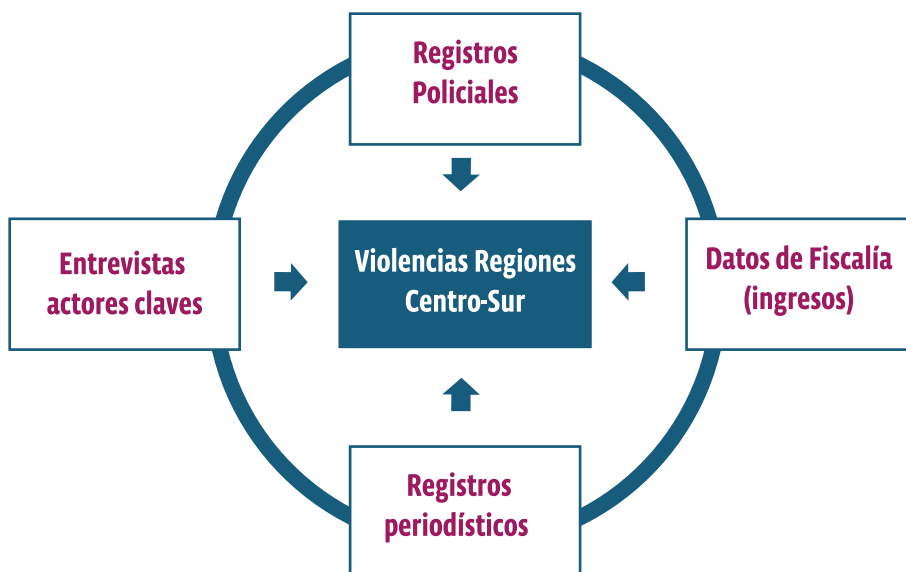 Registros
Policiales
Entrevistas
actores claves
Violencias Regiones
Centro-Sur
Datos de Fiscalía
(ingresos)
Registros
periodísticos